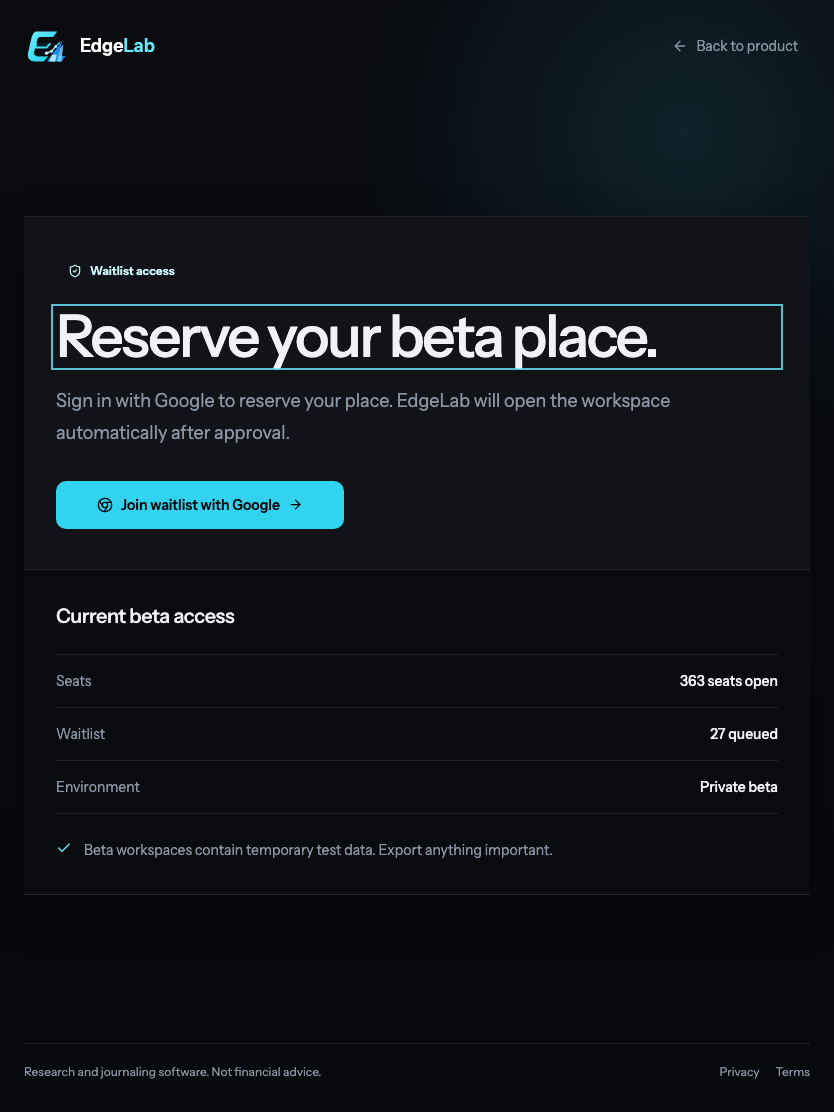 EdgeLab
Back to product
Waitlist access
Reserve your beta place.
Sign in with Google to reserve your place. EdgeLab will open the workspace
automatically after approval.
Join waitlist with Google
Current beta access
Seats
363 seats open
Waitlist
27 queued
Environment
Private beta
Beta workspaces contain temporary test data. Export anything important.
Research and journaling software. Not financial advice.
Privacy
Terms